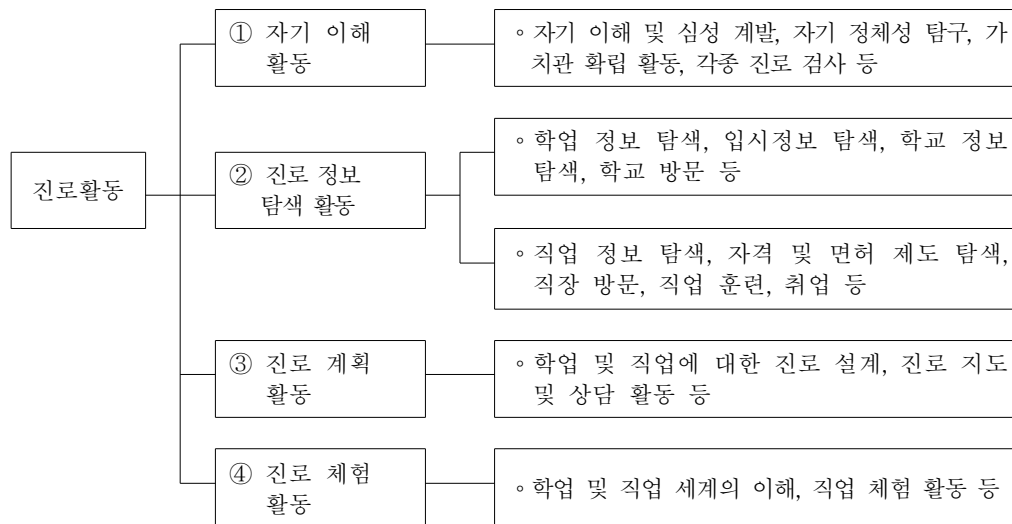 진로활동
① 자기 이해
활동
◦자기 이해 및 심성 계발, 자기 정체성 탐구, 가
치관 확립 활동, 각종 진로 검사 등
② 진로 정보
탐색 활동
◦학업 정보 탐색, 입시정보 탐색, 학교 정보
탐색, 학교 방문 등
◦직업 정보 탐색, 자격 및 면허 제도 탐색,
직장 방문, 직업 훈련, 취업 등
③ 진로 계획
활동
◦학업 및 직업에 대한 진로 설계, 진로 지도
및 상담 활동 등
④ 진로 체험
활동
◦학업 및 직업 세계의 이해, 직업 체험 활동 등